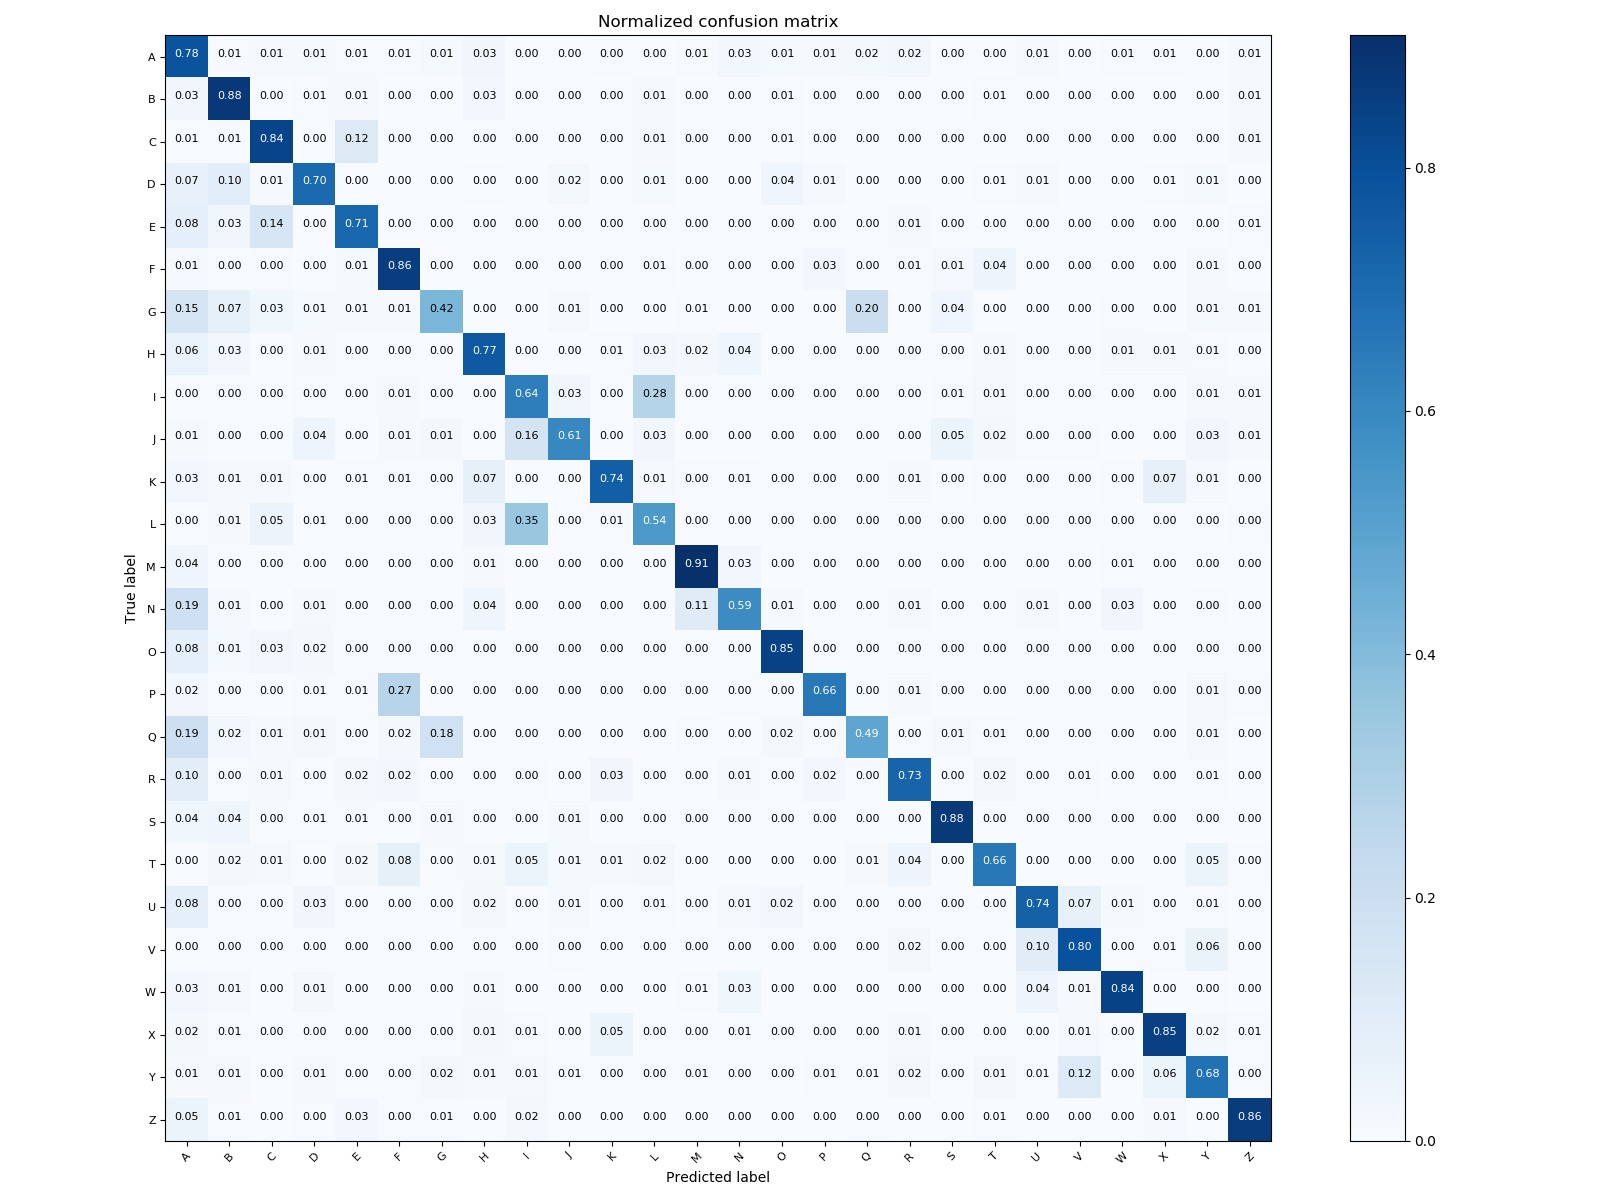 Normalized confusion matrix
A 0.78 0.01 0.01 0.01 0.01 0.01 0.01 0.03 0.00 0.00 0.00 0.00 0.01 0.03 0.01 0.01 0.02 0.02 0.00 0.00 0.01 0.00 0.01 0.01 0.00 0.01
B 0.03 0.88 0.00 0.01 0.01 0.00 0.00 0.03 0.00 0.00 0.00 0.01 0.00 0.00 0.01 0.00 0.00 0.00 0.00 0.01 0.00 0.00 0.00 0.00 0.00 0.01
C 0.01 0.01 0.84 0.00 0.12 0.00 0.00 0.00 0.00 0.00 0.00 0.01 0.00 0.00 0.01 0.00 0.00 0.00 0.00 0.00 0.00 0.00 0.00 0.00 0.00 0.01
D 0.07 0.10 0.01 0.70 0.00 0.00 0.00 0.00 0.00 0.02 0.00 0.01 0.00 0.00 0.04 0.01 0.00 0.00 0.00 0.01 0.01 0.00 0.00 0.01 0.01 0.00
E 0.08 0.03 0.14 0.00 0.71 0.00 0.00 0.00 0.00 0.00 0.00 0.00 0.00 0.00 0.00 0.00 0.00 0.01 0.00 0.00 0.00 0.00 0.00 0.00 0.00 0.01
F 0.01 0.00 0.00 0.00 0.01 0.86 0.00 0.00 0.00 0.00 0.00 0.01 0.00 0.00 0.00 0.03 0.00 0.01 0.01 0.04 0.00 0.00 0.00 0.00 0.01 0.00
G 0.15 0.07 0.03 0.01 0.01 0.01 0.42 0.00 0.00 0.01 0.00 0.00 0.01 0.00 0.00 0.00 0.20 0.00 0.04 0.00 0.00 0.00 0.00 0.00 0.01 0.01
H 0.06 0.03 0.00 0.01 0.00 0.00 0.00 0.77 0.00 0.00 0.01 0.03 0.02 0.04 0.00 0.00 0.00 0.00 0.00 0.01 0.00 0.00 0.01 0.01 0.01 0.00
I 0.00 0.00 0.00 0.00 0.00 0.01 0.00 0.00 0.64 0.03 0.00 0.28 0.00 0.00 0.00 0.00 0.00 0.00 0.01 0.01 0.00 0.00 0.00 0.00 0.01 0.01
J 0.01 0.00 0.00 0.04 0.00 0.01 0.01 0.00 0.16 0.61 0.00 0.03 0.00 0.00 0.00 0.00 0.00 0.00 0.05 0.02 0.00 0.00 0.00 0.00 0.03 0.01
K 0.03 0.01 0.01 0.00 0.01 0.01 0.00 0.07 0.00 0.00 0.74 0.01 0.00 0.01 0.00 0.00 0.00 0.01 0.00 0.00 0.00 0.00 0.00 0.07 0.01 0.00
L 0.00 0.01 0.05 0.01 0.00 0.00 0.00 0.03 0.35 0.00 0.01 0.54 0.00 0.00 0.00 0.00 0.00 0.00 0.00 0.00 0.00 0.00 0.00 0.00 0.00 0.00
M 0.04 0.00 0.00 0.00 0.00 0.00 0.00 0.01 0.00 0.00 0.00 0.00 0.91 0.03 0.00 0.00 0.00 0.00 0.00 0.00 0.00 0.00 0.01 0.00 0.00 0.00
N 0.19 0.01 0.00 0.01 0.00 0.00 0.00 0.04 0.00 0.00 0.00 0.00 0.11 0.59 0.01 0.00 0.00 0.01 0.00 0.00 0.01 0.00 0.03 0.00 0.00 0.00
O 0.08 0.01 0.03 0.02 0.00 0.00 0.00 0.00 0.00 0.00 0.00 0.00 0.00 0.00 0.85 0.00 0.00 0.00 0.00 0.00 0.00 0.00 0.00 0.00 0.00 0.00
P 0.02 0.00 0.00 0.01 0.01 0.27 0.00 0.00 0.00 0.00 0.00 0.00 0.00 0.00 0.00 0.66 0.00 0.01 0.00 0.00 0.00 0.00 0.00 0.00 0.01 0.00
Q 0.19 0.02 0.01 0.01 0.00 0.02 0.18 0.00 0.00 0.00 0.00 0.00 0.00 0.00 0.02 0.00 0.49 0.00 0.01 0.01 0.00 0.00 0.00 0.00 0.01 0.00
R 0.10 0.00 0.01 0.00 0.02 0.02 0.00 0.00 0.00 0.00 0.03 0.00 0.00 0.01 0.00 0.02 0.00 0.73 0.00 0.02 0.00 0.01 0.00 0.00 0.01 0.00
S 0.04 0.04 0.00 0.01 0.01 0.00 0.01 0.00 0.00 0.01 0.00 0.00 0.00 0.00 0.00 0.00 0.00 0.00 0.88 0.00 0.00 0.00 0.00 0.00 0.00 0.00
T 0.00 0.02 0.01 0.00 0.02 0.08 0.00 0.01 0.05 0.01 0.01 0.02 0.00 0.00 0.00 0.00 0.01 0.04 0.00 0.66 0.00 0.00 0.00 0.00 0.05 0.00
U 0.08 0.00 0.00 0.03 0.00 0.00 0.00 0.02 0.00 0.01 0.00 0.01 0.00 0.01 0.02 0.00 0.00 0.00 0.00 0.00 0.74 0.07 0.01 0.00 0.01 0.00
V 0.00 0.00 0.00 0.00 0.00 0.00 0.00 0.00 0.00 0.00 0.00 0.00 0.00 0.00 0.00 0.00 0.00 0.02 0.00 0.00 0.10 0.80 0.00 0.01 0.06 0.00
W 0.03 0.01 0.00 0.01 0.00 0.00 0.00 0.01 0.00 0.00 0.00 0.00 0.01 0.03 0.00 0.00 0.00 0.00 0.00 0.00 0.04 0.01 0.84 0.00 0.00 0.00
X 0.02 0.01 0.00 0.00 0.00 0.00 0.00 0.01 0.01 0.00 0.05 0.00 0.00 0.01 0.00 0.00 0.00 0.01 0.00 0.00 0.00 0.01 0.00 0.85 0.02 0.01
Y 0.01 0.01 0.00 0.01 0.00 0.00 0.02 0.01 0.01 0.01 0.00 0.00 0.01 0.00 0.00 0.01 0.01 0.02 0.00 0.01 0.01 0.12 0.00 0.06 0.68 0.00
Z 0.05 0.01 0.00 0.00 0.03 0.00 0.01 0.00 0.02 0.00 0.00 0.00 0.00 0.00 0.00 0.00 0.00 0.00 0.00 0.01 0.00 0.00 0.00 0.01 0.00 0.86
A B C D E F G H I J K L M N O P Q R S T U V W X Y Z
Predicted label
True label
0.8
0.6
0.4
0.2
0.0